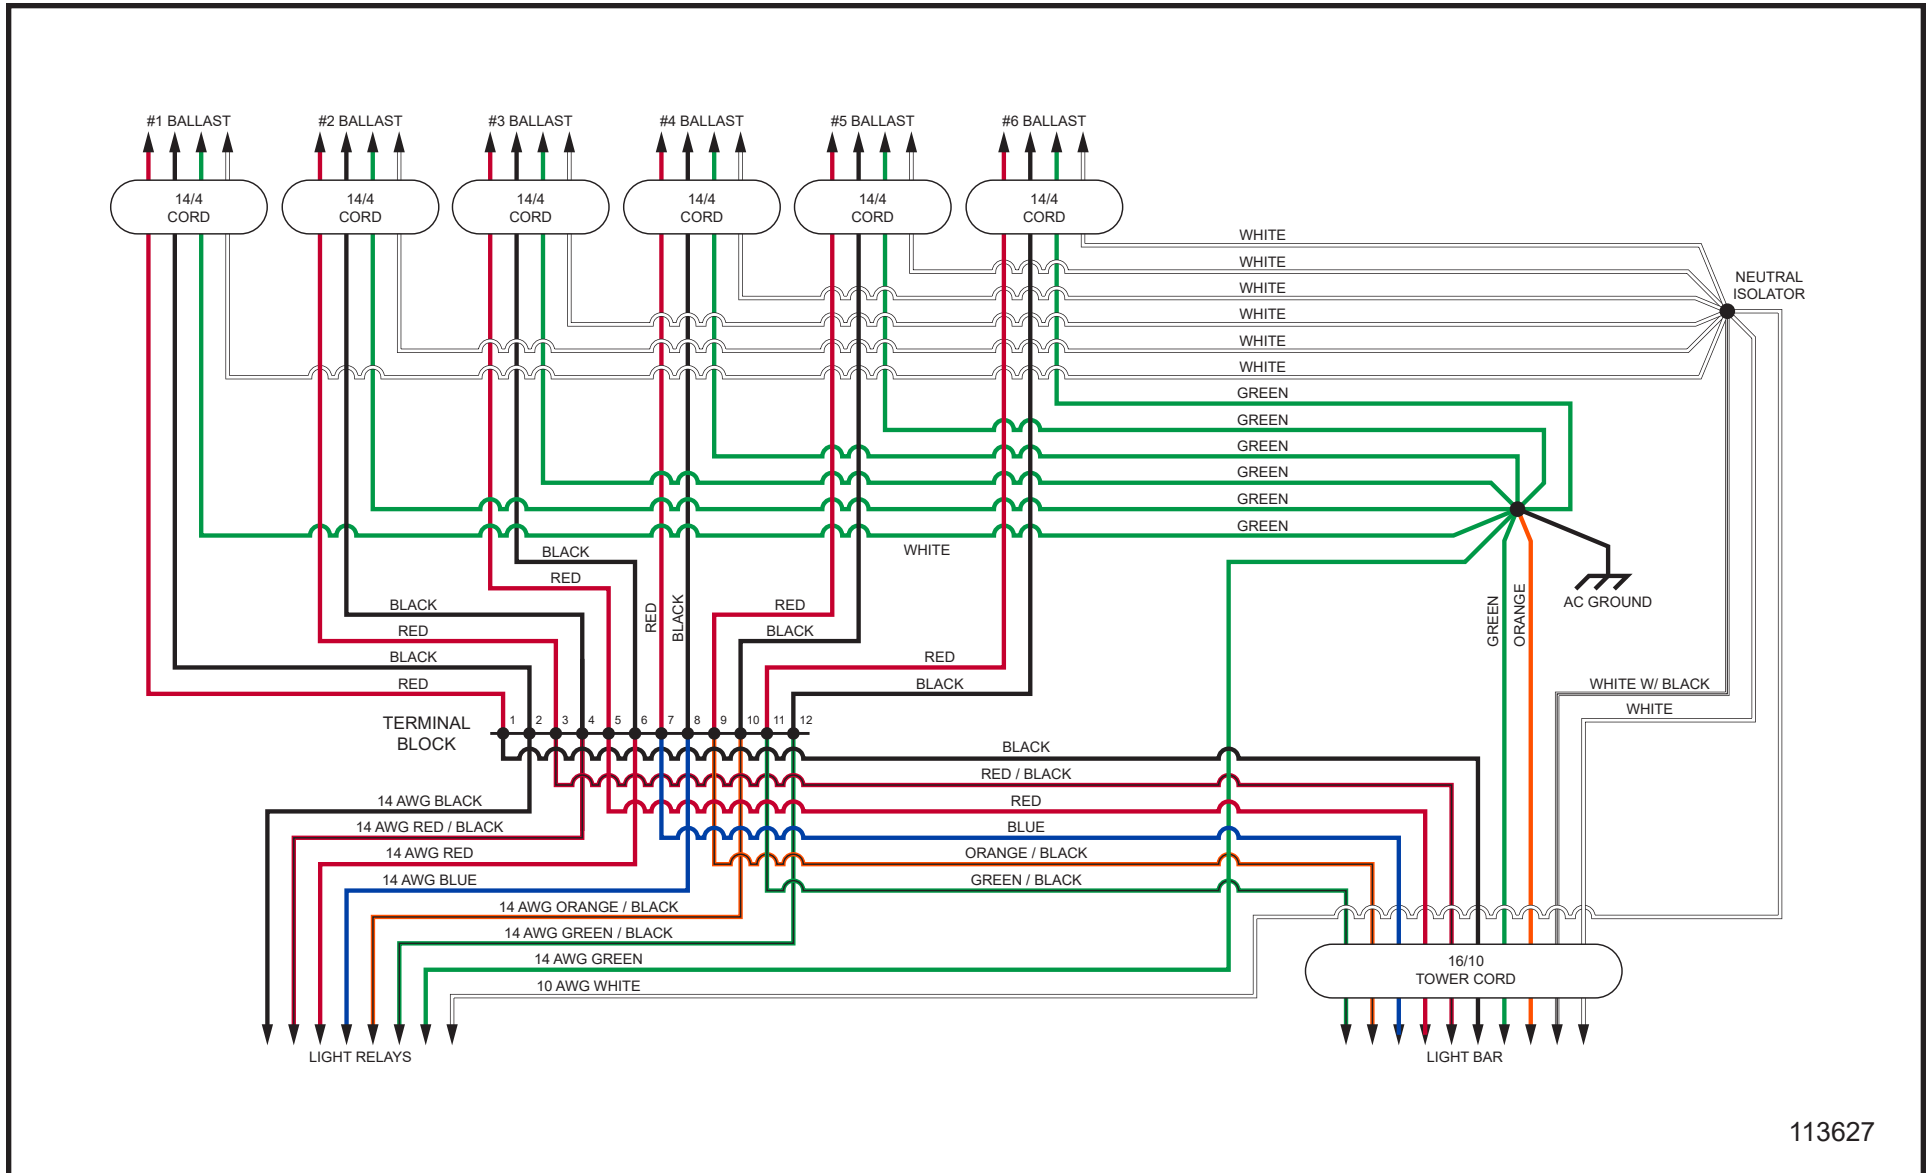 #1 BALLAST
#2 BALLAST
#3 BALLAST
#4 BALLAST
#5 BALLAST
#6 BALLAST
14/4
CORD
14/4
CORD
14/4
CORD
14/4
CORD
14/4
CORD
14/4
CORD
WHITE
WHITE
WHITE
WHITE
WHITE
WHITE
NEUTRAL
ISOLATOR
GREEN
GREEN
GREEN
GREEN
GREEN
GREEN
WHITE
BLACK
RED
BLACK
RED
BLACK
RED
RED
BLACK
RED
BLACK
RED
BLACK
GREEN
ORANGE
AC GROUND
WHITE W/ BLACK
WHITE
TERMINAL
BLOCK
1 2 3 4 5 6 7 8 9 10 11 12
BLACK
RED / BLACK
RED
BLUE
ORANGE / BLACK
GREEN / BLACK
14 AWG BLACK
14 AWG RED / BLACK
14 AWG RED
14 AWG BLUE
14 AWG ORANGE / BLACK
14 AWG GREEN / BLACK
14 AWG GREEN
10 AWG WHITE
16/10
TOWER CORD
LIGHT RELAYS
LIGHT BAR
113627